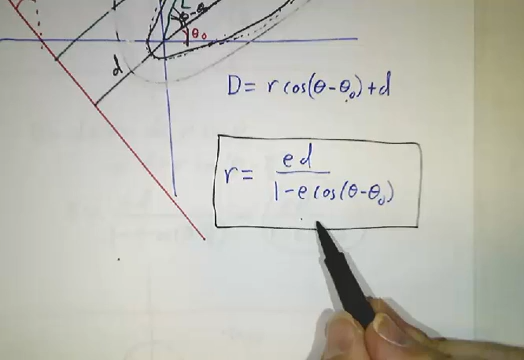 L
θ-θ
θ₀
d
D = r cos(θ-θ₀)+d
r = ed / 1-e cos(θ-θ₀)